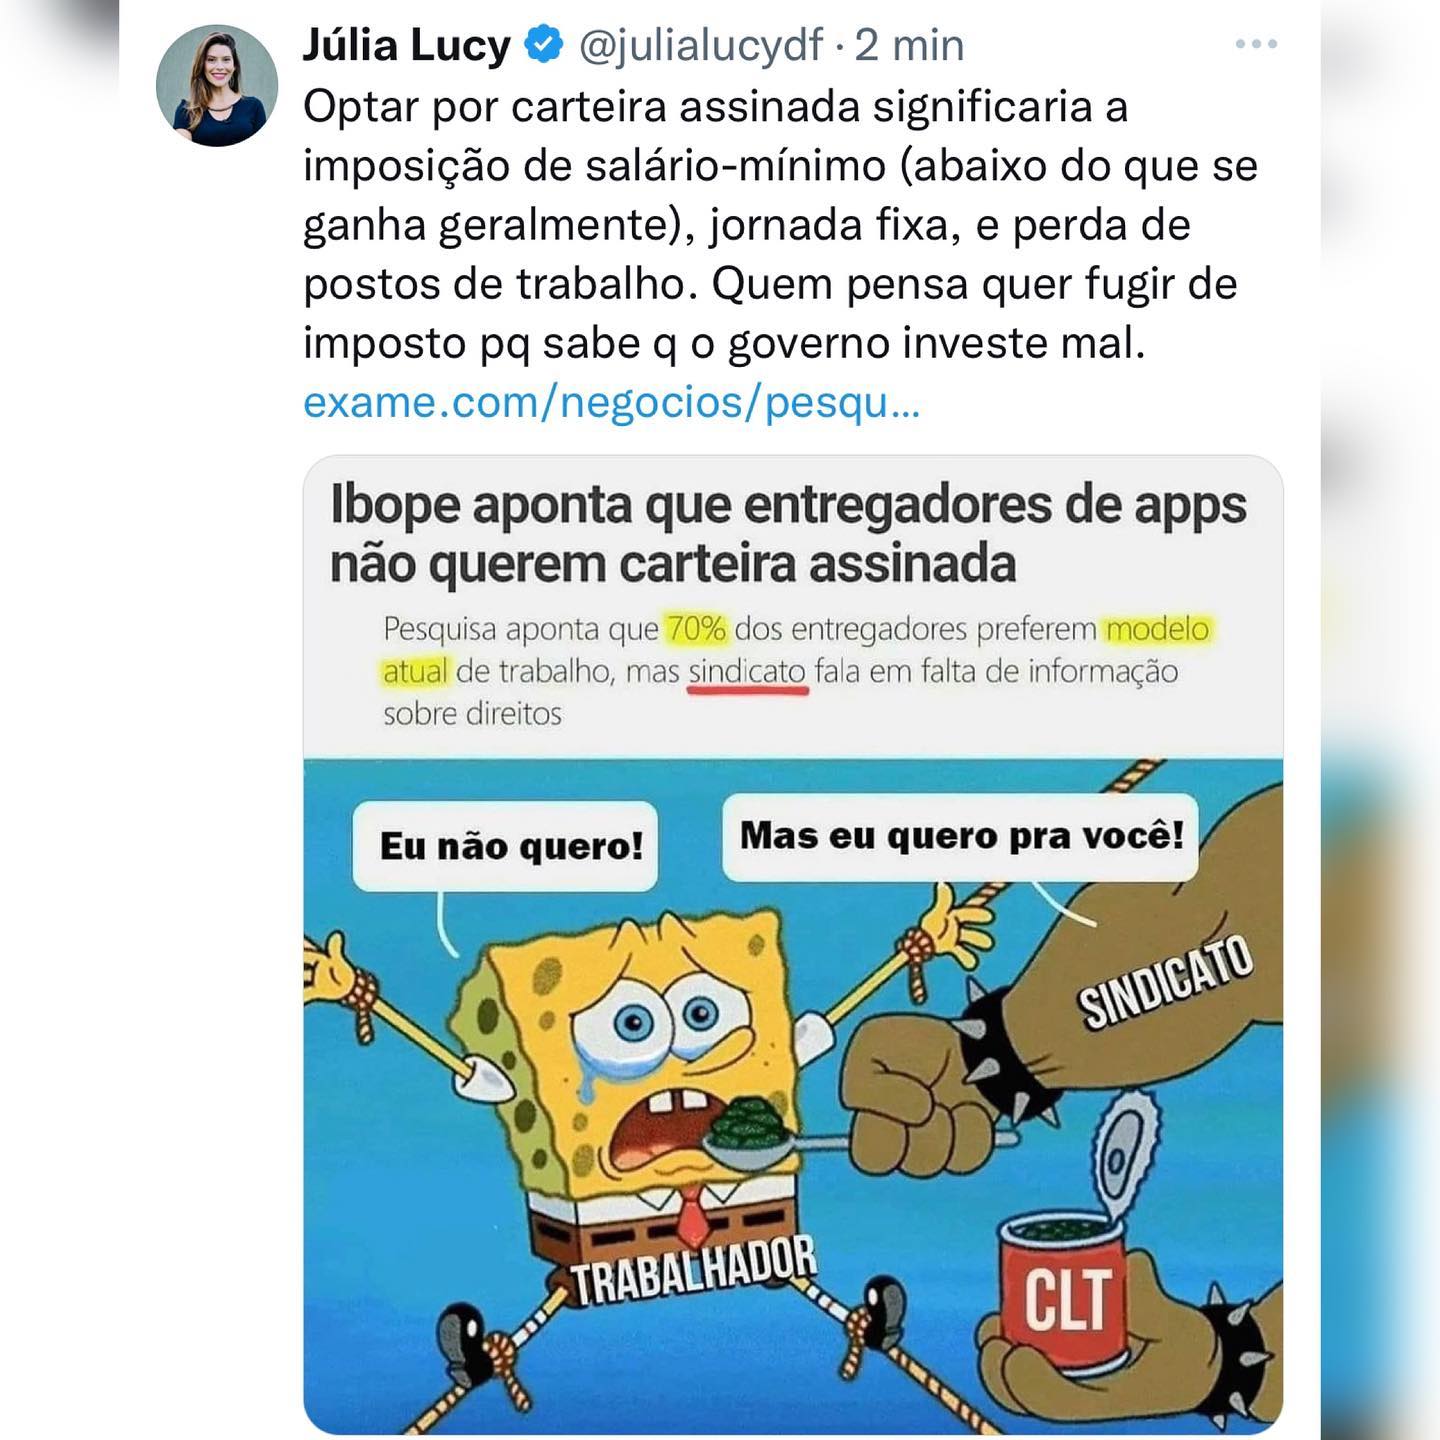 Júlia Lucy @julialucydf · 2 min
Optar por carteira assinada significaria a
imposição de salário-mínimo (abaixo do que se
ganha geralmente), jornada fixa, e perda de
postos de trabalho. Quem pensa quer fugir de
imposto pq sabe q o governo investe mal.
exame.com/negocios/pesqu...
Ibope aponta que entregadores de apps
não querem carteira assinada
Pesquisa aponta que 70% dos entregadores preferem modelo
atual de trabalho, mas sindicato fala em falta de informação
sobre direitos
Eu não quero!
Mas eu quero pra você!
SINDICATO
TRABALHADOR
CLT